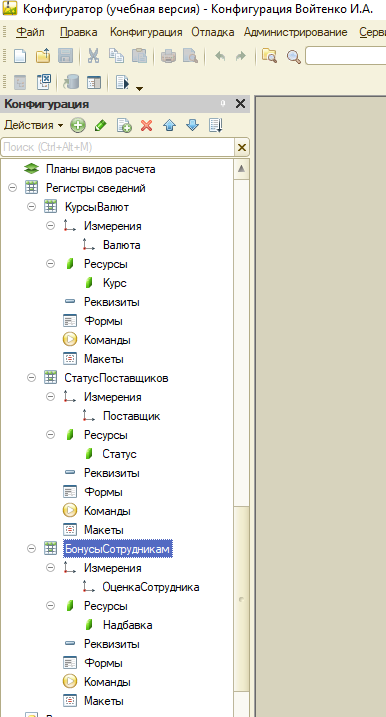 Конфигуратор (учебная версия) - Конфигурация Войтенко И.А.
Файл Правка Конфигурация Отладка Администрирование
Конфигурация
Действия
Поиск (Ctrl+Alt+M)
Планы видов расчета
Регистры сведений
КурсыВалют
Измерения
Валюта
Ресурсы
Курс
Реквизиты
Формы
Команды
Макеты
СтатусПоставщиков
Измерения
Поставщик
Ресурсы
Статус
Реквизиты
Формы
Команды
Макеты
БонусыСотрудникам
Измерения
ОценкаСотрудника
Ресурсы
Надбавка
Реквизиты
Формы
Команды
Макеты